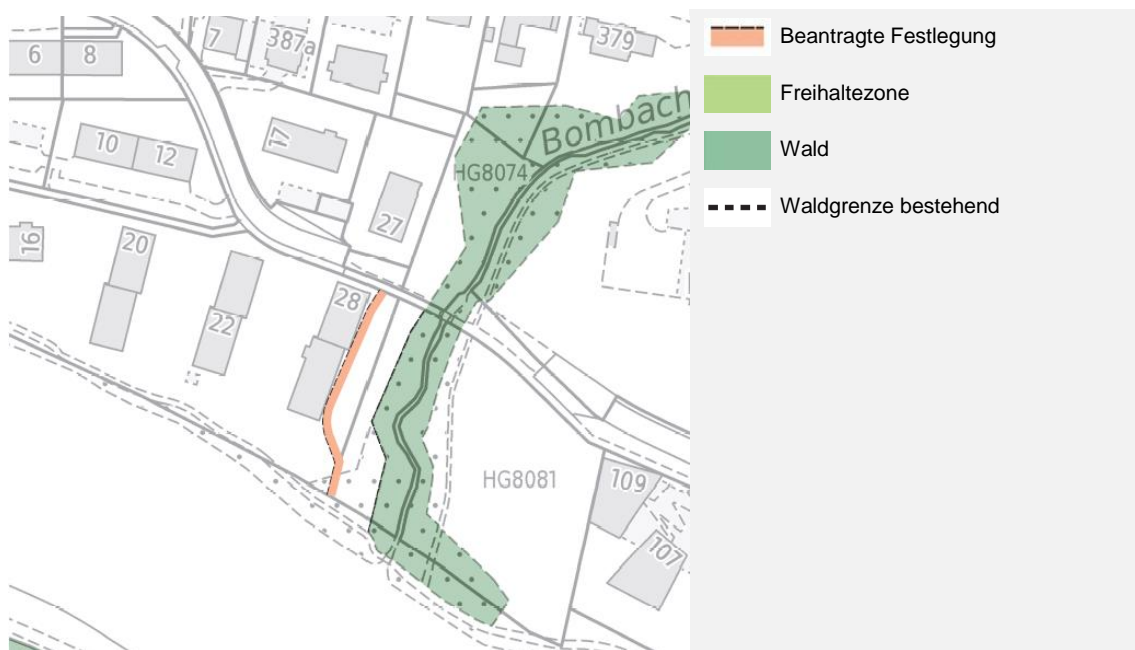 7
387a
379
6
8
10
12
17
Bombach
HG8074
27
16
20
22
28
HG8081
109
107
Beantragte Festlegung
Freihaltezone
Wald
Waldgrenze bestehend